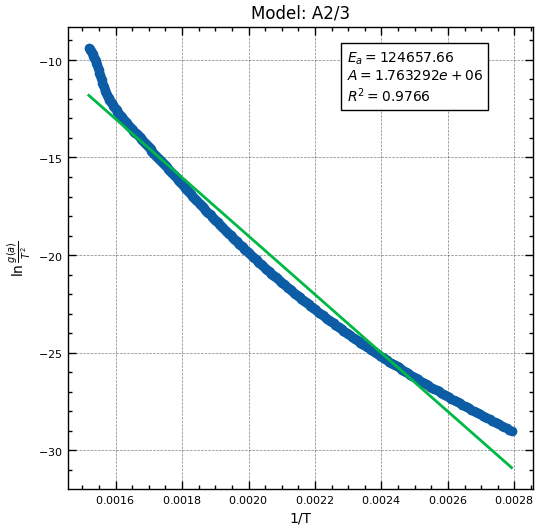 Model: A2/3
E_a = 124657.66
A = 1.763292e + 06
R^2 = 0.9766
−10
−15
−20
−25
−30
ln g(a)/T^2
0.0016 0.0018 0.0020 0.0022 0.0024 0.0026 0.0028
1/T